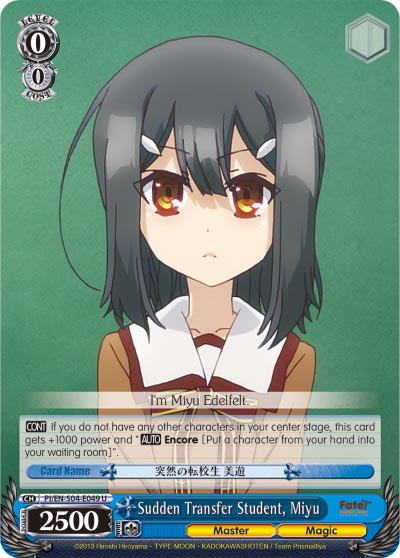 LEVEL
0
0
COST
I'm Miyu Edelfelt.
CONT If you do not have any other characters in your center stage, this card
gets +1000 power and "AUTO Encore [Put a character from your hand into
your waiting room]".
Card Name 突然の転校生 美遊
CH PI/EN-S04-E049 U
2500
Sudden Transfer Student, Miyu
Master
Magic
©2013 Hiroshi Hiroyama・TYPE-MOON・KADOKAWASHOTEN / Team Prismalllya